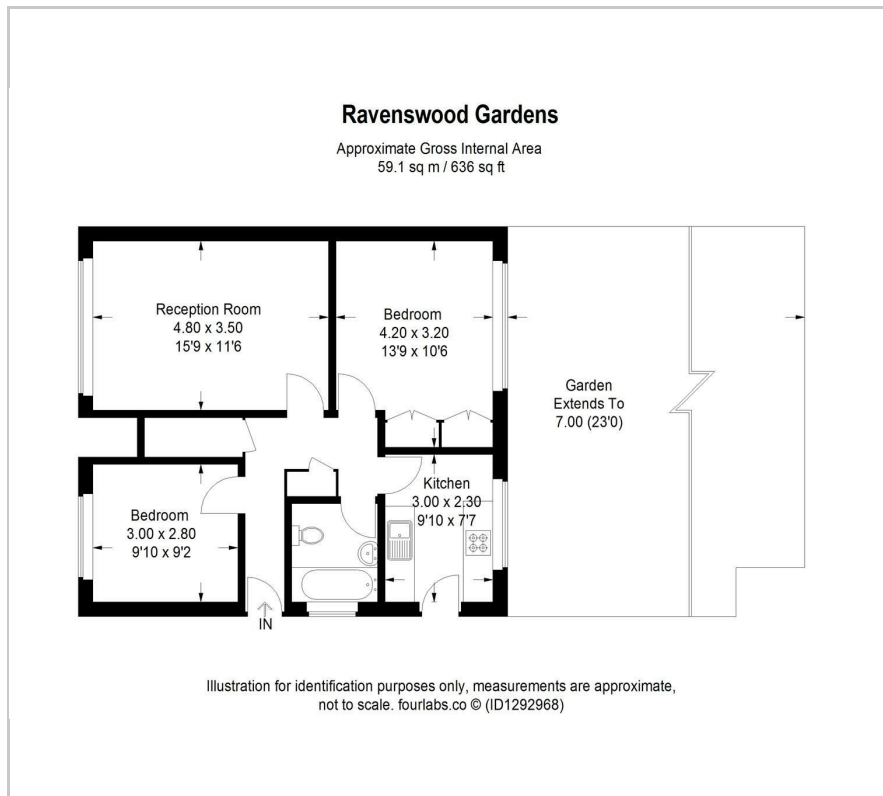 Ravenswood Gardens
Approximate Gross Internal Area
59.1 sq m / 636 sq ft
Reception Room
4.80 x 3.50
15'9 x 11'6
Bedroom
4.20 x 3.20
13'9 x 10'6
Garden
Extends To
7.00 (23'0)
Bedroom
3.00 x 2.80
9'10 x 9'2
Kitchen
3.00 x 2.30
9'10 x 7'7
IN
Illustration for identification purposes only, measurements are approximate,
not to scale. fourlabs.co © (ID1292968)